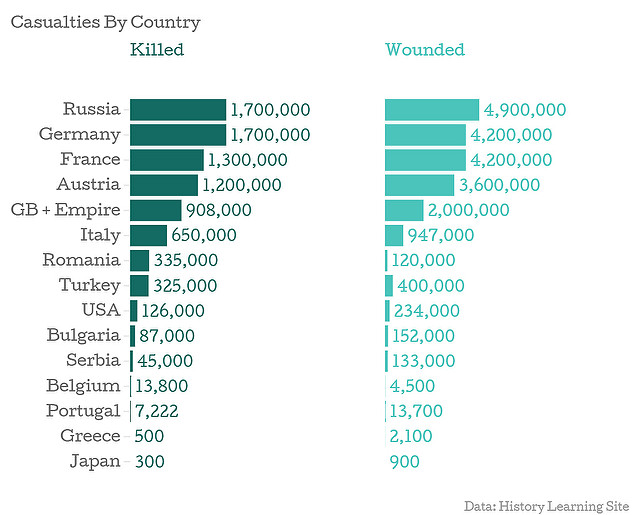 Casualties By Country
Killed Wounded
Russia 1,700,000 4,900,000
Germany 1,700,000 4,200,000
France 1,300,000 4,200,000
Austria 1,200,000 3,600,000
GB + Empire 908,000 2,000,000
Italy 650,000 947,000
Romania 335,000 120,000
Turkey 325,000 400,000
USA 126,000 234,000
Bulgaria 87,000 152,000
Serbia 45,000 133,000
Belgium 13,800 4,500
Portugal 7,222 13,700
Greece 500 2,100
Japan 300 900
Data: History Learning Site